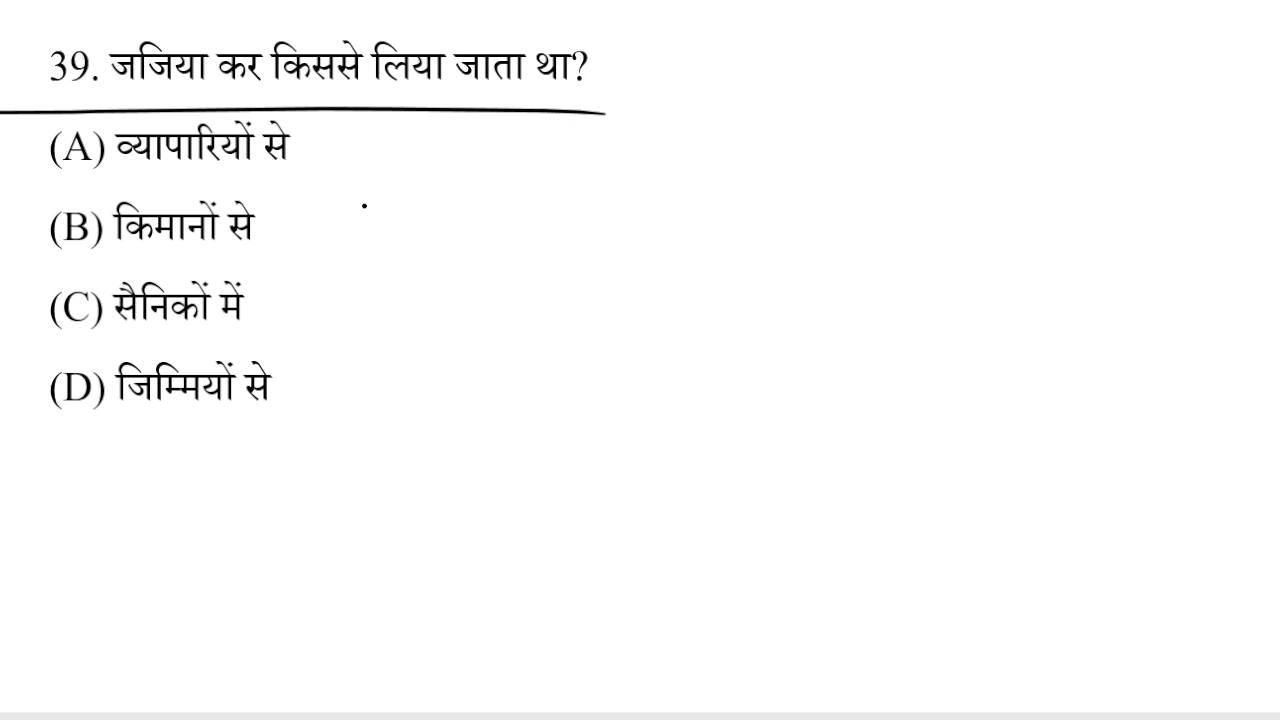 39. जजिया कर किससे लिया जाता था?
(A) व्यापारियों से
(B) किमानों से
(C) सैनिकों में
(D) जिम्मियों से